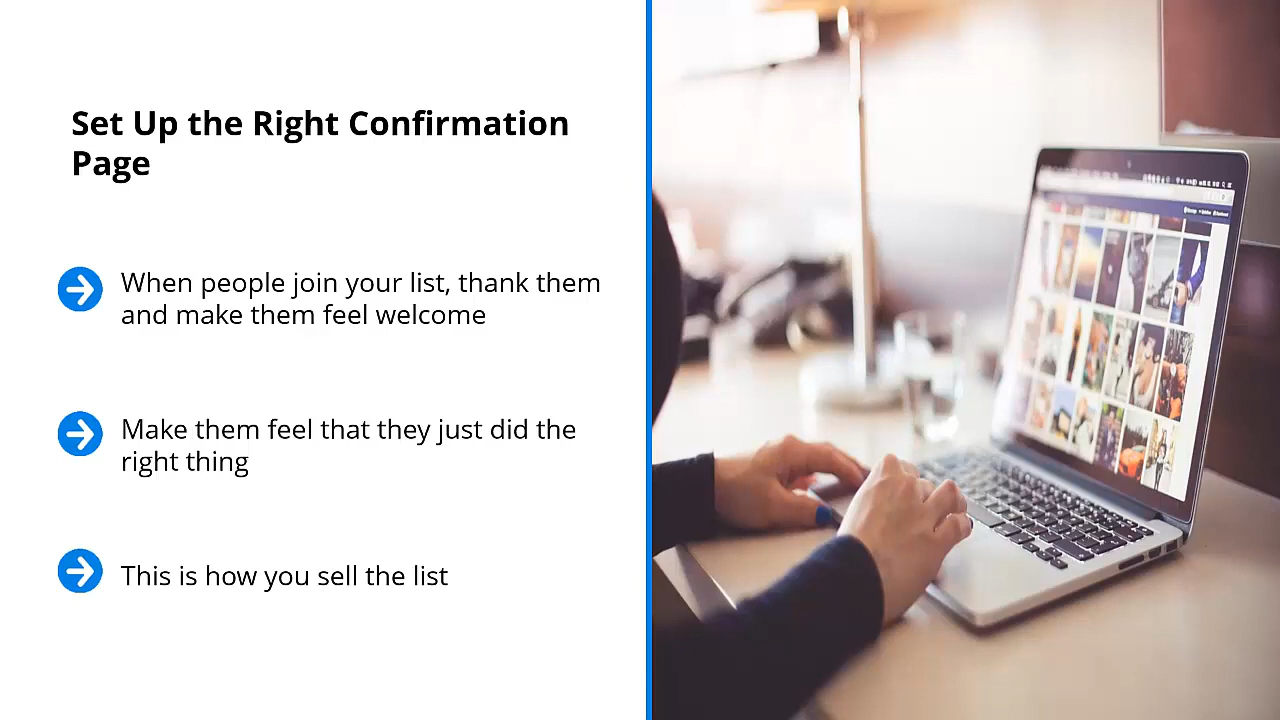 Set Up the Right Confirmation
Page
When people join your list, thank them
and make them feel welcome
Make them feel that they just did the
right thing
This is how you sell the list